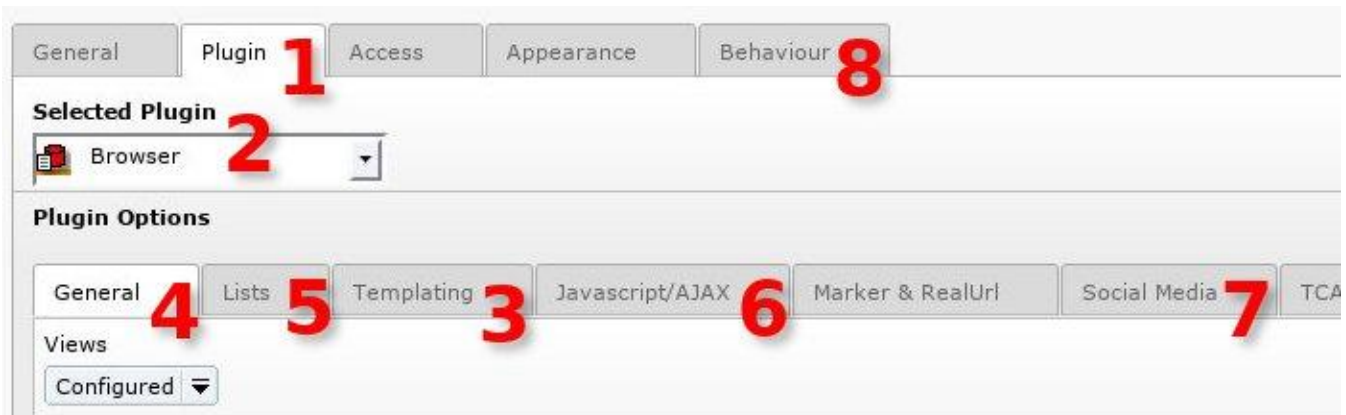 General Plugin 1 Access Appearance Behaviour 8
Selected Plugin
Browser 2
Plugin Options
General 4 Lists 5 Templating 3 Javascript/AJAX 6 Marker & RealUrl Social Media 7 TCA
Views
Configured